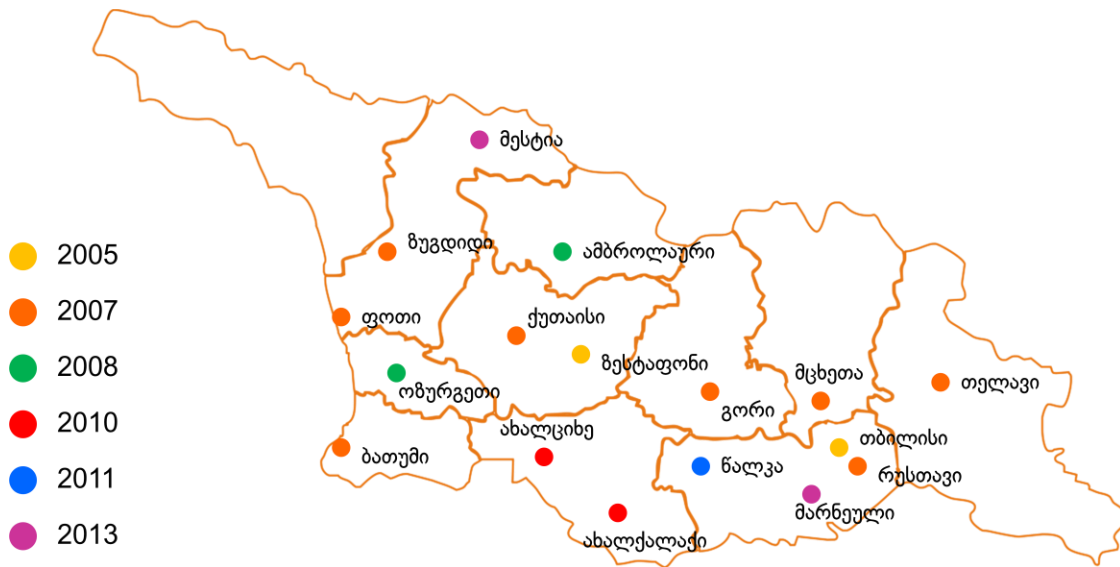 მესტია
ზუგდიდი
ამბროლაური
2005
2007
ფოთი
ქუთაისი
ზესტაფონი
2008
ოზურგეთი
მცხეთა
თელავი
გორი
2010
ახალციხე
თბილისი
ბათუმი
წალკა
რუსთავი
2011
მარნეული
2013
ახალქალაქი